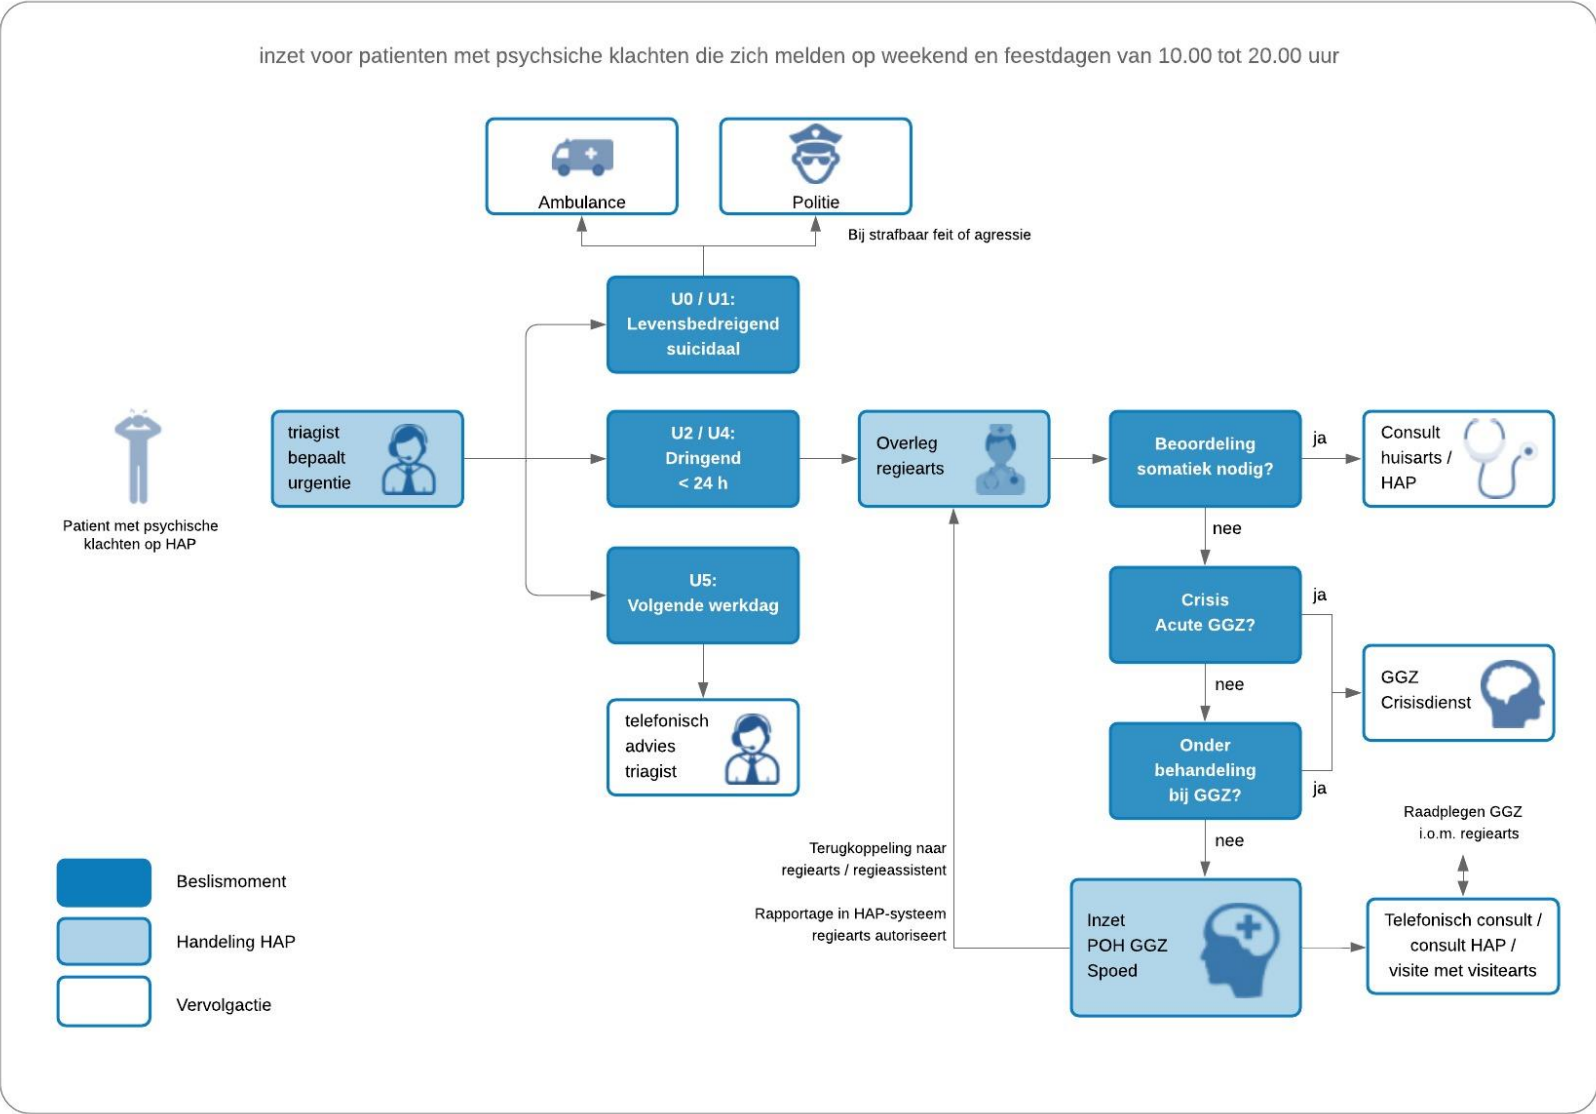 inzet voor patienten met psychsiche klachten die zich melden op weekend en feestdagen van 10.00 tot 20.00 uur
Ambulance
Politie
Bij strafbaar feit of agressie
U0 / U1:
Levensbedreigend
suicidaal
Patient met psychische
klachten op HAP
triagist
bepaalt
urgentie
U2 / U4:
Dringend
< 24 h
Overleg
regiearts
Beoordeling
somatiek nodig?
ja
Consult
huisarts /
HAP
nee
U5:
Volgende werkdag
Crisis
Acute GGZ?
ja
nee
GGZ
Crisisdienst
telefonisch
advies
triagist
Onder
behandeling
bij GGZ?
ja
nee
Raadplegen GGZ
i.o.m. regiearts
Terugkoppeling naar
regiearts / regieassistent
Rapportage in HAP-systeem
regiearts autoriseert
Inzet
POH GGZ
Spoed
Telefonisch consult /
consult HAP /
visite met visitearts
Beslismoment
Handeling HAP
Vervolgactie